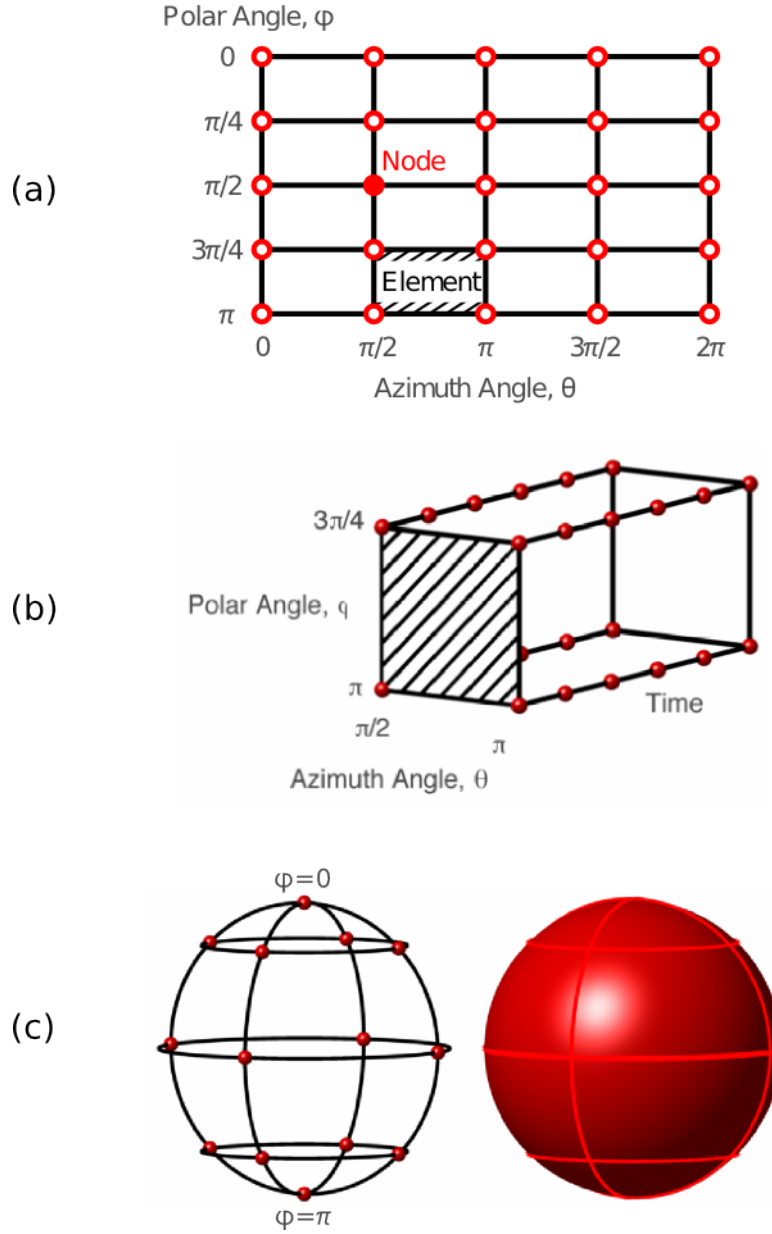 Polar Angle, φ
0
π/4
Node
(a)
π/2
3π/4
Element
π
0 π/2 π 3π/2 2π
Azimuth Angle, θ
3π/4
(b)
Polar Angle, φ
π
Time
π/2
π
Azimuth Angle, θ
φ=0
(c)
φ=π